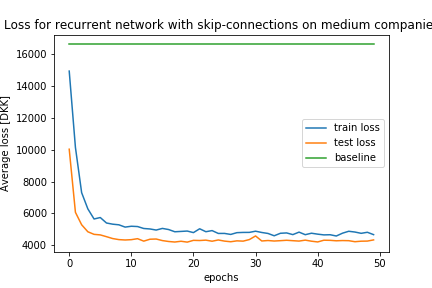 Loss for recurrent network with skip-connections on medium companie
16000
14000
12000
10000
8000
6000
4000
Average loss [DKK]
train loss
test loss
baseline
0 10 20 30 40 50
epochs